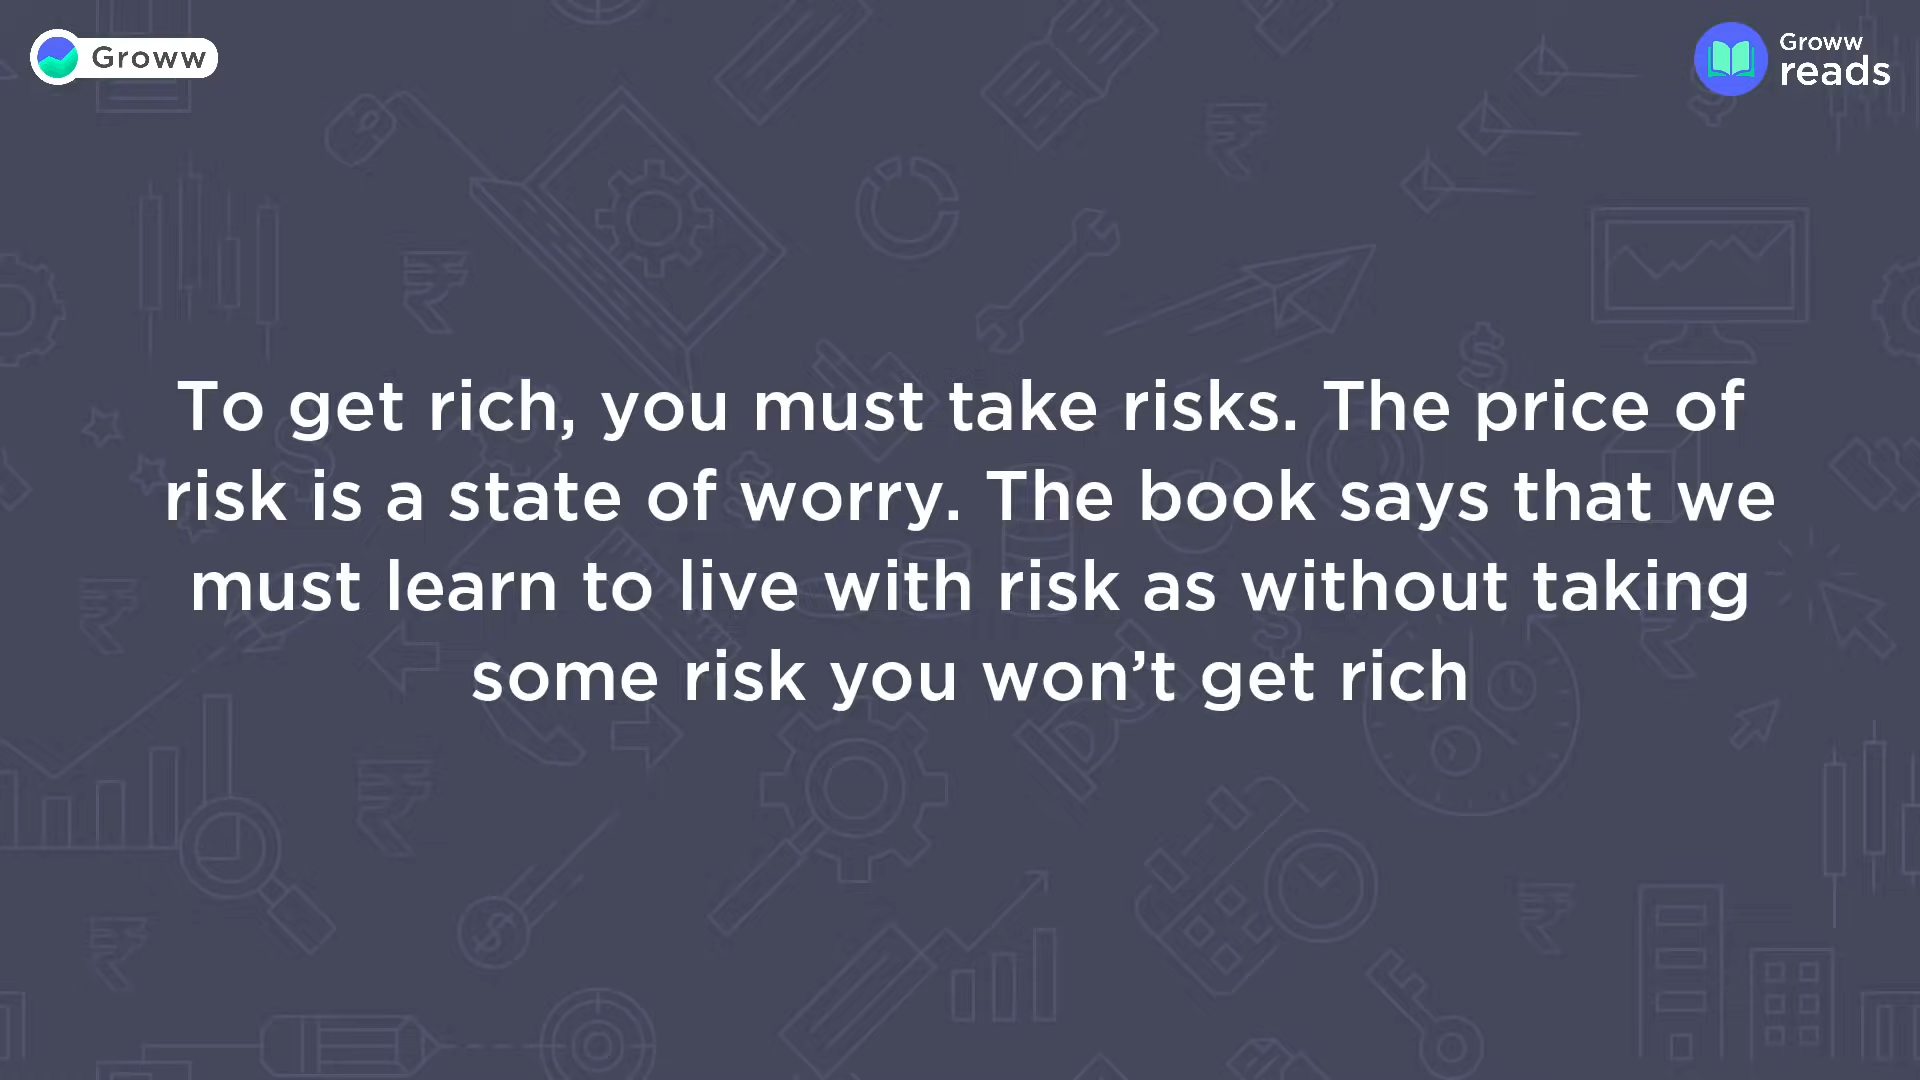 Groww
Groww
reads
To get rich, you must take risks. The price of
risk is a state of worry. The book says that we
must learn to live with risk as without taking
some risk you won’t get rich